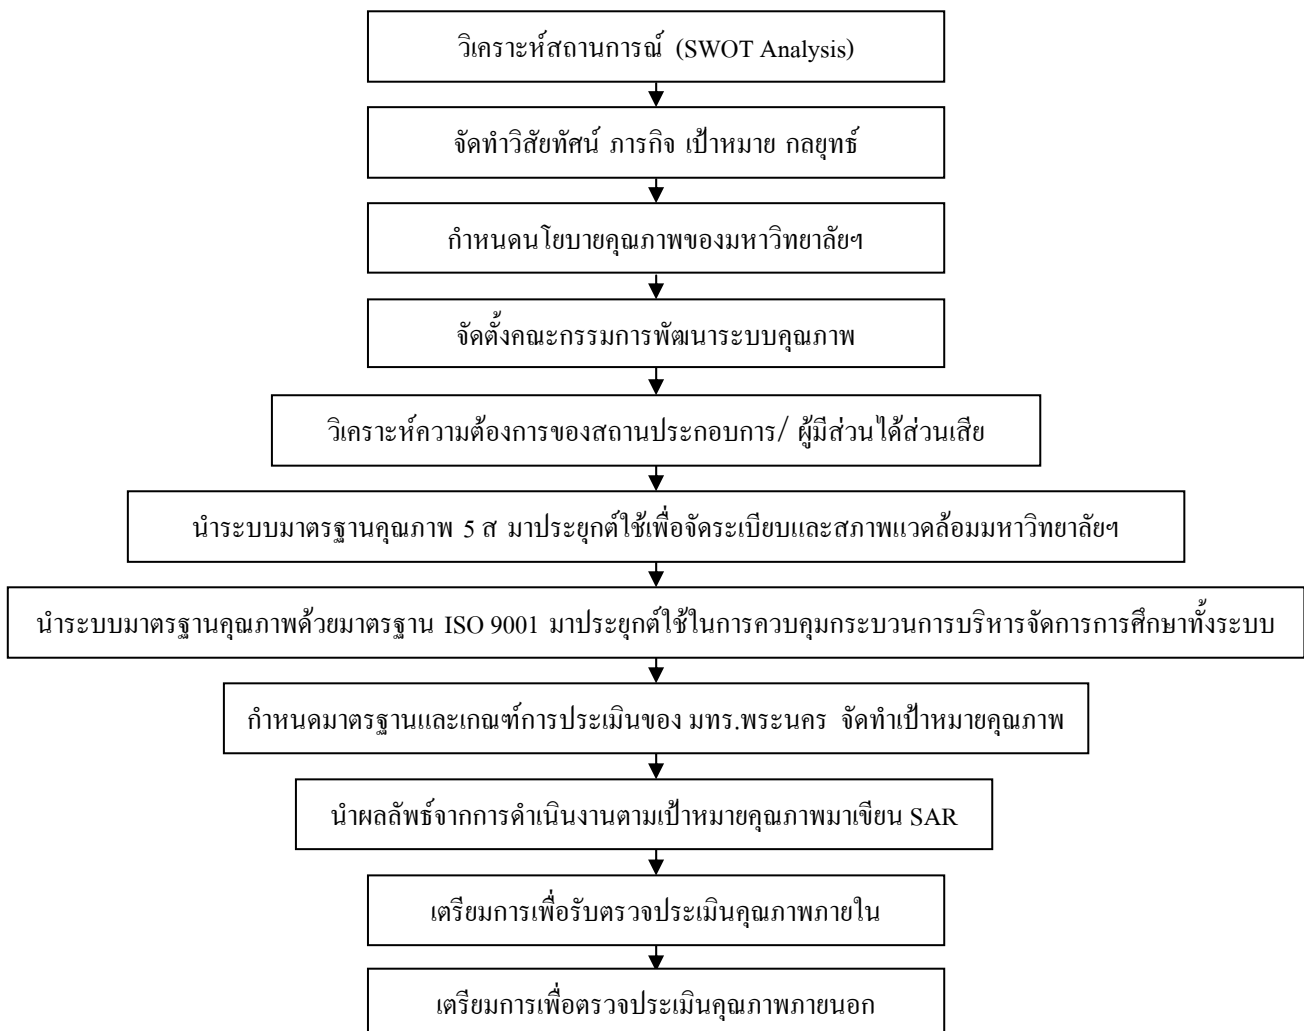 วิเคราะห์สถานการณ์ (SWOT Analysis)
จัดทำวิสัยทัศน์ ภารกิจ เป้าหมาย กลยุทธ์
กำหนดนโยบายคุณภาพของมหาวิทยาลัยฯ
จัดตั้งคณะกรรมการพัฒนาระบบคุณภาพ
วิเคราะห์ความต้องการของสถานประกอบการ/ ผู้มีส่วนได้ส่วนเสีย
นำระบบมาตรฐานคุณภาพ 5 ส มาประยุกต์ใช้เพื่อจัดระเบียบและสภาพแวดล้อมมหาวิทยาลัยฯ
นำระบบมาตรฐานคุณภาพด้วยมาตรฐาน ISO 9001 มาประยุกต์ใช้ในการควบคุมกระบวนการบริหารจัดการการศึกษาทั้งระบบ
กำหนดมาตรฐานและเกณฑ์การประเมินของ มทร.พระนคร จัดทำเป้าหมายคุณภาพ
นำผลลัพธ์จากการดำเนินงานตามเป้าหมายคุณภาพมาเขียน SAR
เตรียมการเพื่อรับตรวจประเมินคุณภาพภายใน
เตรียมการเพื่อตรวจประเมินคุณภาพภายนอก